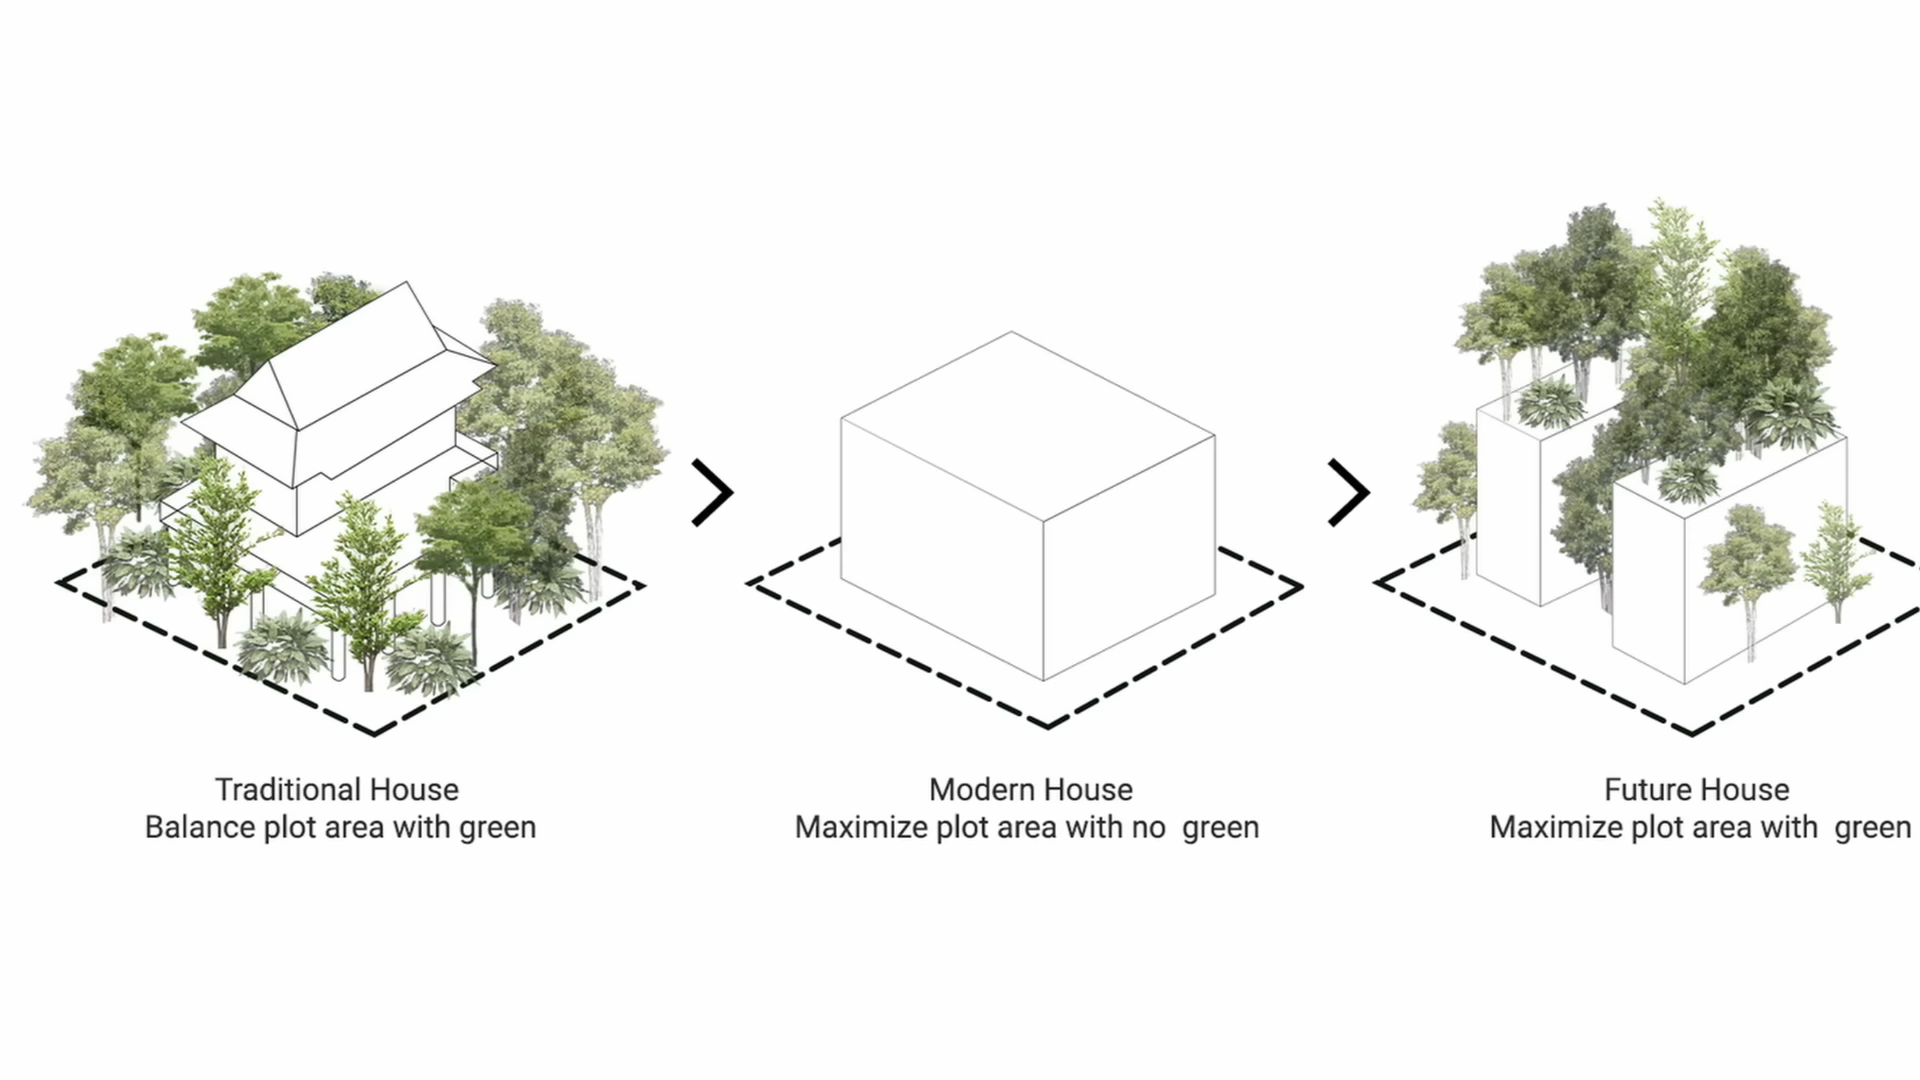 Traditional House
Balance plot area with green
Modern House
Maximize plot area with no  green
Future House
Maximize plot area with  green